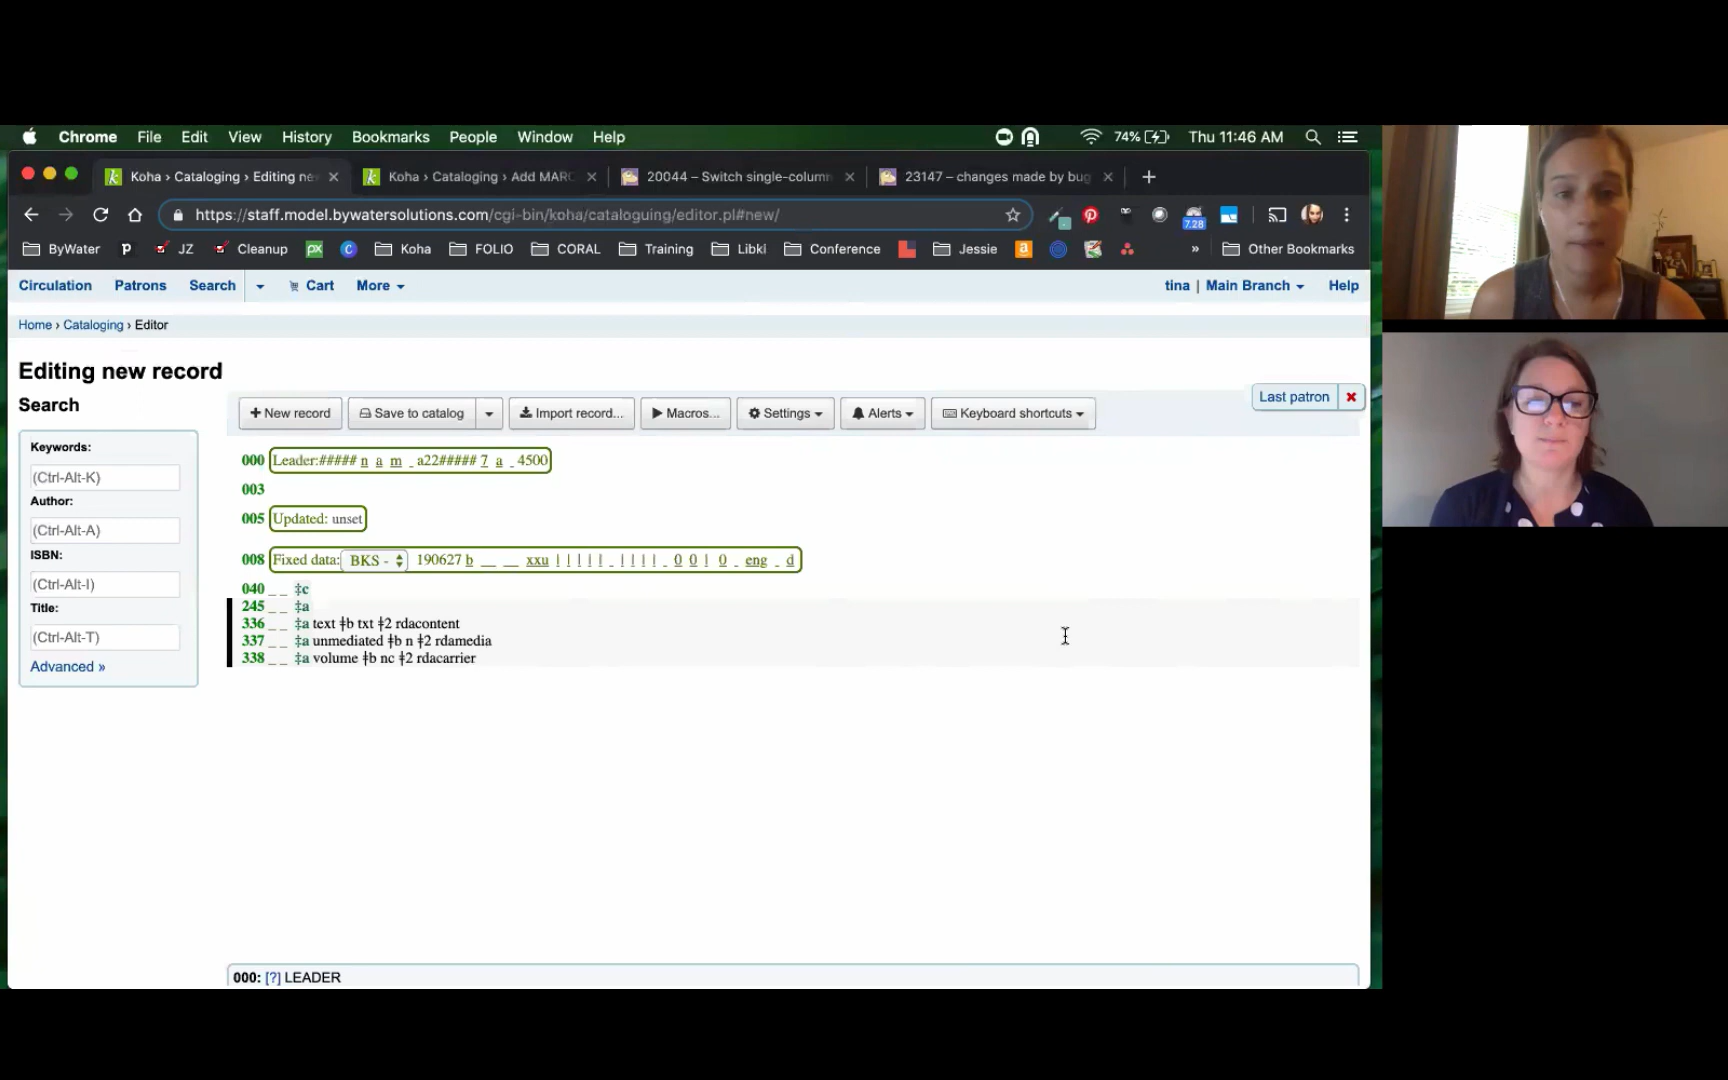 Chrome File Edit View History Bookmarks People Window Help 74% Thu 11:46 AM
Koha › Cataloging › Editing ne Koha › Cataloging › Add MARC 20044 – Switch single-column 23147 – changes made by bug
https://staff.model.bywatersolutions.com/cgi-bin/koha/cataloguing/editor.pl#new/ 7.28
ByWater JZ Cleanup px Koha FOLIO CORAL Training Libki Conference Jessie » Other Bookmarks
Circulation Patrons Search Cart More tina | Main Branch Help
Home › Cataloging › Editor
Editing new record
Search
Last patron
+ New record Save to catalog Import record... Macros... Settings Alerts Keyboard shortcuts
Keywords:
(Ctrl-Alt-K)
Author:
(Ctrl-Alt-A)
ISBN:
(Ctrl-Alt-I)
Title:
(Ctrl-Alt-T)
Advanced »
000 Leader:##### n a m _ a22##### 7 a _ 4500
003
005 Updated: unset
008 Fixed data: BKS - 190627 b __ __ xxu | | | | | _ | | | | _ 0 0 | 0 _ eng _ d
040 _ _ ‡c
245 _ _ ‡a
336 _ _ ‡a text ‡b txt ‡2 rdacontent
337 _ _ ‡a unmediated ‡b n ‡2 rdamedia
338 _ _ ‡a volume ‡b nc ‡2 rdacarrier
000: [?] LEADER